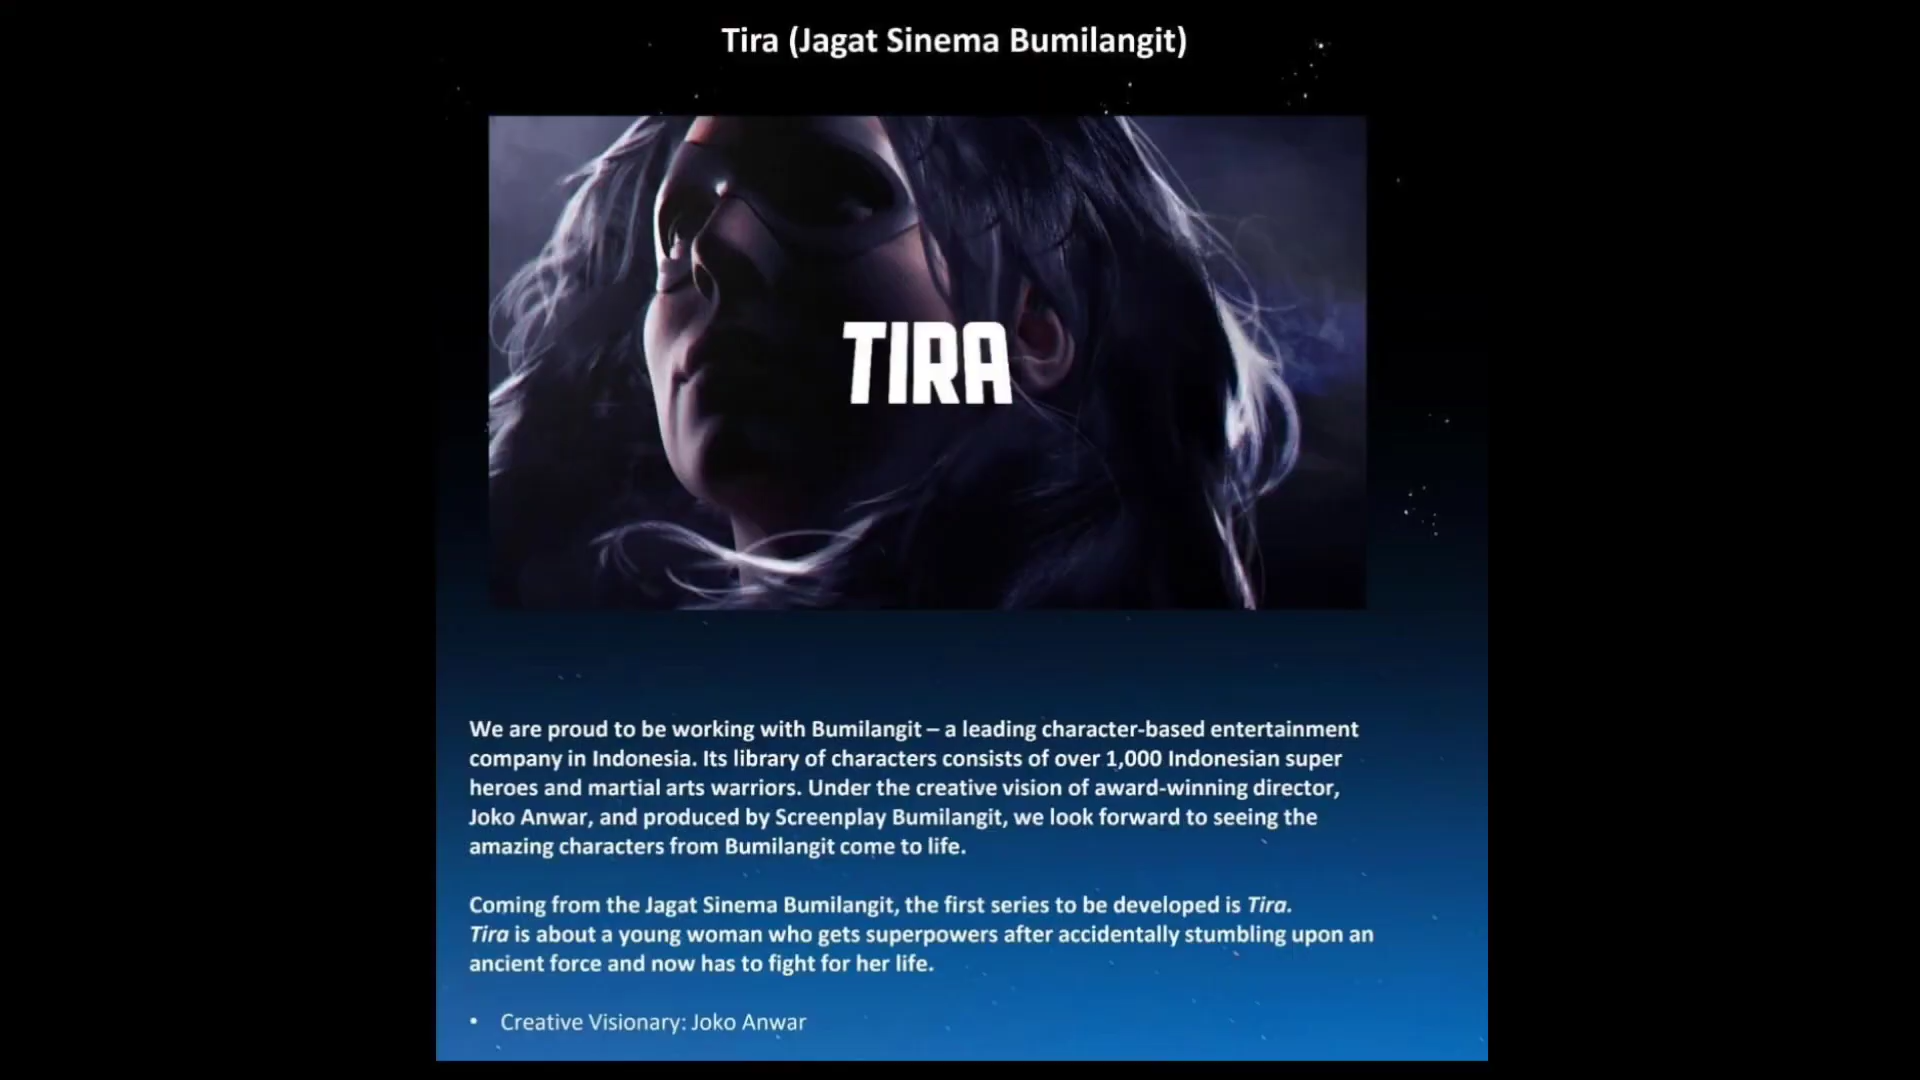 Tira (Jagat Sinema Bumilangit)
TIRA
We are proud to be working with Bumilangit – a leading character-based entertainment
company in Indonesia. Its library of characters consists of over 1,000 Indonesian super
heroes and martial arts warriors. Under the creative vision of award-winning director,
Joko Anwar, and produced by Screenplay Bumilangit, we look forward to seeing the
amazing characters from Bumilangit come to life.
Coming from the Jagat Sinema Bumilangit, the first series to be developed is Tira.
Tira is about a young woman who gets superpowers after accidentally stumbling upon an
ancient force and now has to fight for her life.
• Creative Visionary: Joko Anwar